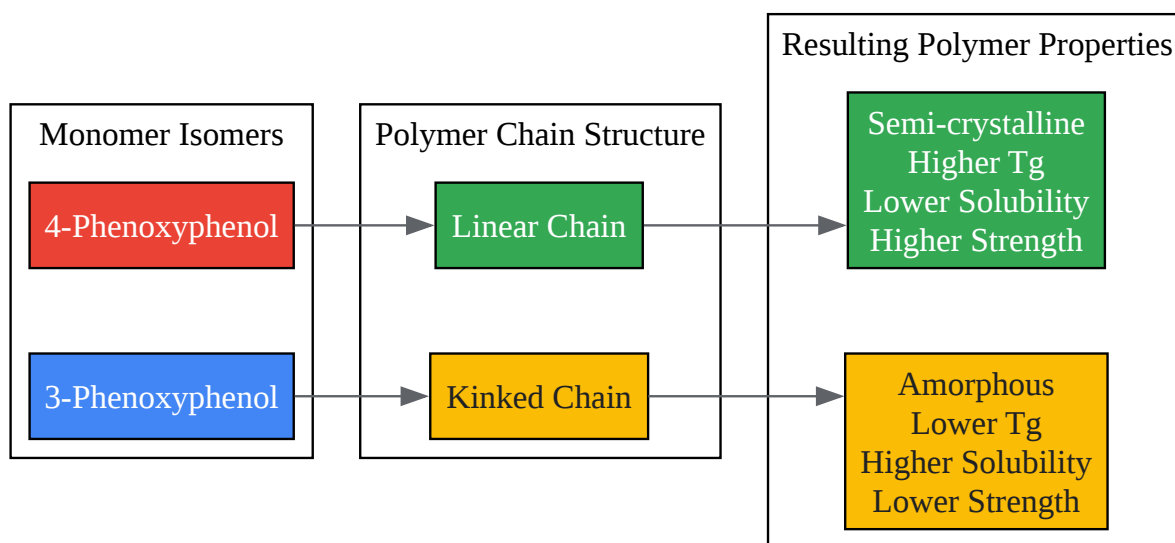 Monomer Isomers
4-Phenoxyphenol
3-Phenoxyphenol
Polymer Chain Structure
Linear Chain
Kinked Chain
Resulting Polymer Properties
Semi-crystalline
Higher Tg
Lower Solubility
Higher Strength
Amorphous
Lower Tg
Higher Solubility
Lower Strength